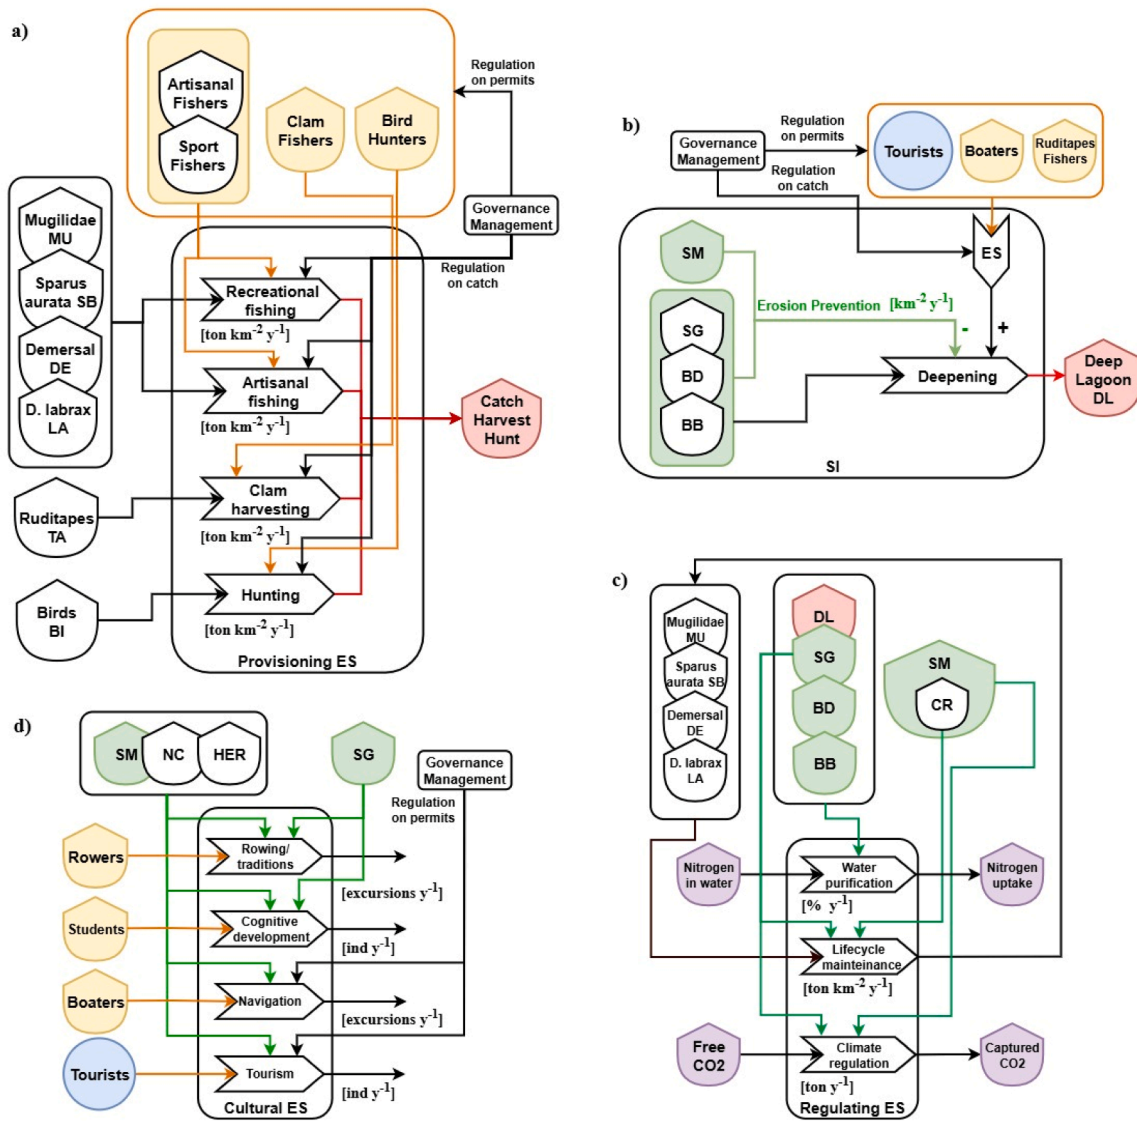 a)
Artisanal
Fishers
Sport
Fishers
Clam
Fishers
Bird
Hunters
Regulation
on permits
Governance
Management
Regulation
on catch
Mugilidae
MU
Sparus
aurata SB
Demersal
DE
D. labrax
LA
Ruditapes
TA
Birds
BI
Recreational
fishing
[ton km-2 y-1]
Artisanal
fishing
[ton km-2 y-1]
Clam
harvesting
[ton km-2 y-1]
Hunting
[ton km-2 y-1]
Provisioning ES
Catch
Harvest
Hunt
b)
Governance
Management
Regulation
on permits
Regulation
on catch
Tourists
Boaters
Ruditapes
Fishers
ES
SM
SG
BD
BB
Erosion Prevention [km-2 y-1]
-
+
Deepening
Deep
Lagoon
DL
SI
c)
Mugilidae
MU
Sparus
aurata SB
Demersal
DE
D. labrax
LA
DL
SG
BD
BB
SM
CR
Nitrogen
in water
Water
purification
[% y-1]
Nitrogen
uptake
Lifecycle
mainteinance
[ton km-2 y-1]
Free
CO2
Climate
regulation
[ton y-1]
Captured
CO2
Regulating ES
d)
SM
NC
HER
SG
Governance
Management
Regulation
on permits
Rowers
Rowing/
traditions
[excursions y-1]
Students
Cognitive
development
[ind y-1]
Boaters
Navigation
[excursions y-1]
Tourists
Tourism
[ind y-1]
Cultural ES